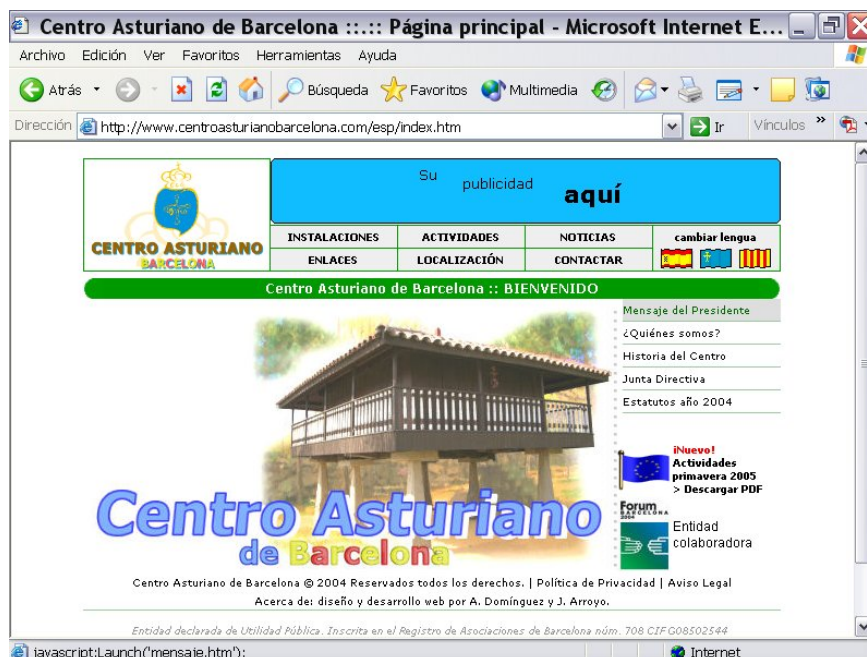 Centro Asturiano de Barcelona ::.:: Página principal - Microsoft Internet E...
Archivo Edición Ver Favoritos Herramientas Ayuda
Atrás Búsqueda Favoritos Multimedia
Dirección http://www.centroasturianobarcelona.com/esp/index.htm Ir Vínculos »
Su publicidad aquí
CENTRO ASTURIANO
BARCELONA
INSTALACIONES ACTIVIDADES NOTICIAS cambiar lengua
ENLACES LOCALIZACIÓN CONTACTAR
Centro Asturiano de Barcelona :: BIENVENIDO
Mensaje del Presidente
¿Quiénes somos?
Historia del Centro
Junta Directiva
Estatutos año 2004
¡Nuevo!
Actividades
primavera 2005
> Descargar PDF
Forum
BARCELONA
2004
Entidad
colaboradora
Centro Asturiano
de Barcelona
Centro Asturiano de Barcelona @ 2004 Reservados todos los derechos. | Política de Privacidad | Aviso Legal
Acerca de: diseño y desarrollo web por A. Domínguez y J. Arroyo.
Entidad declarada de Utilidad Pública. Inscrita en el Registro de Asociaciones de Barcelona núm. 708 CIF G08502544
javascript:Launch('mensaje.htm'); Internet